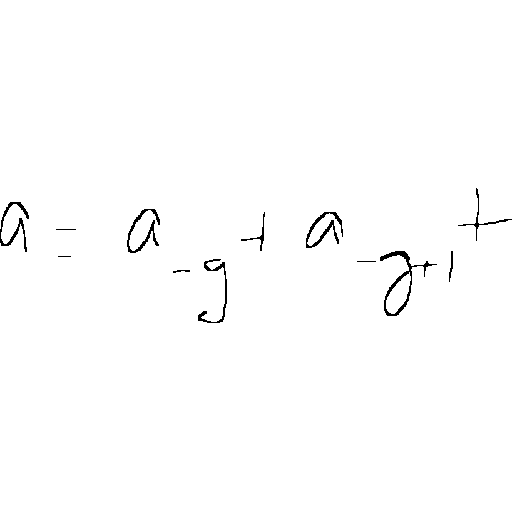 a = a_{-g} + a_{-g+1} +